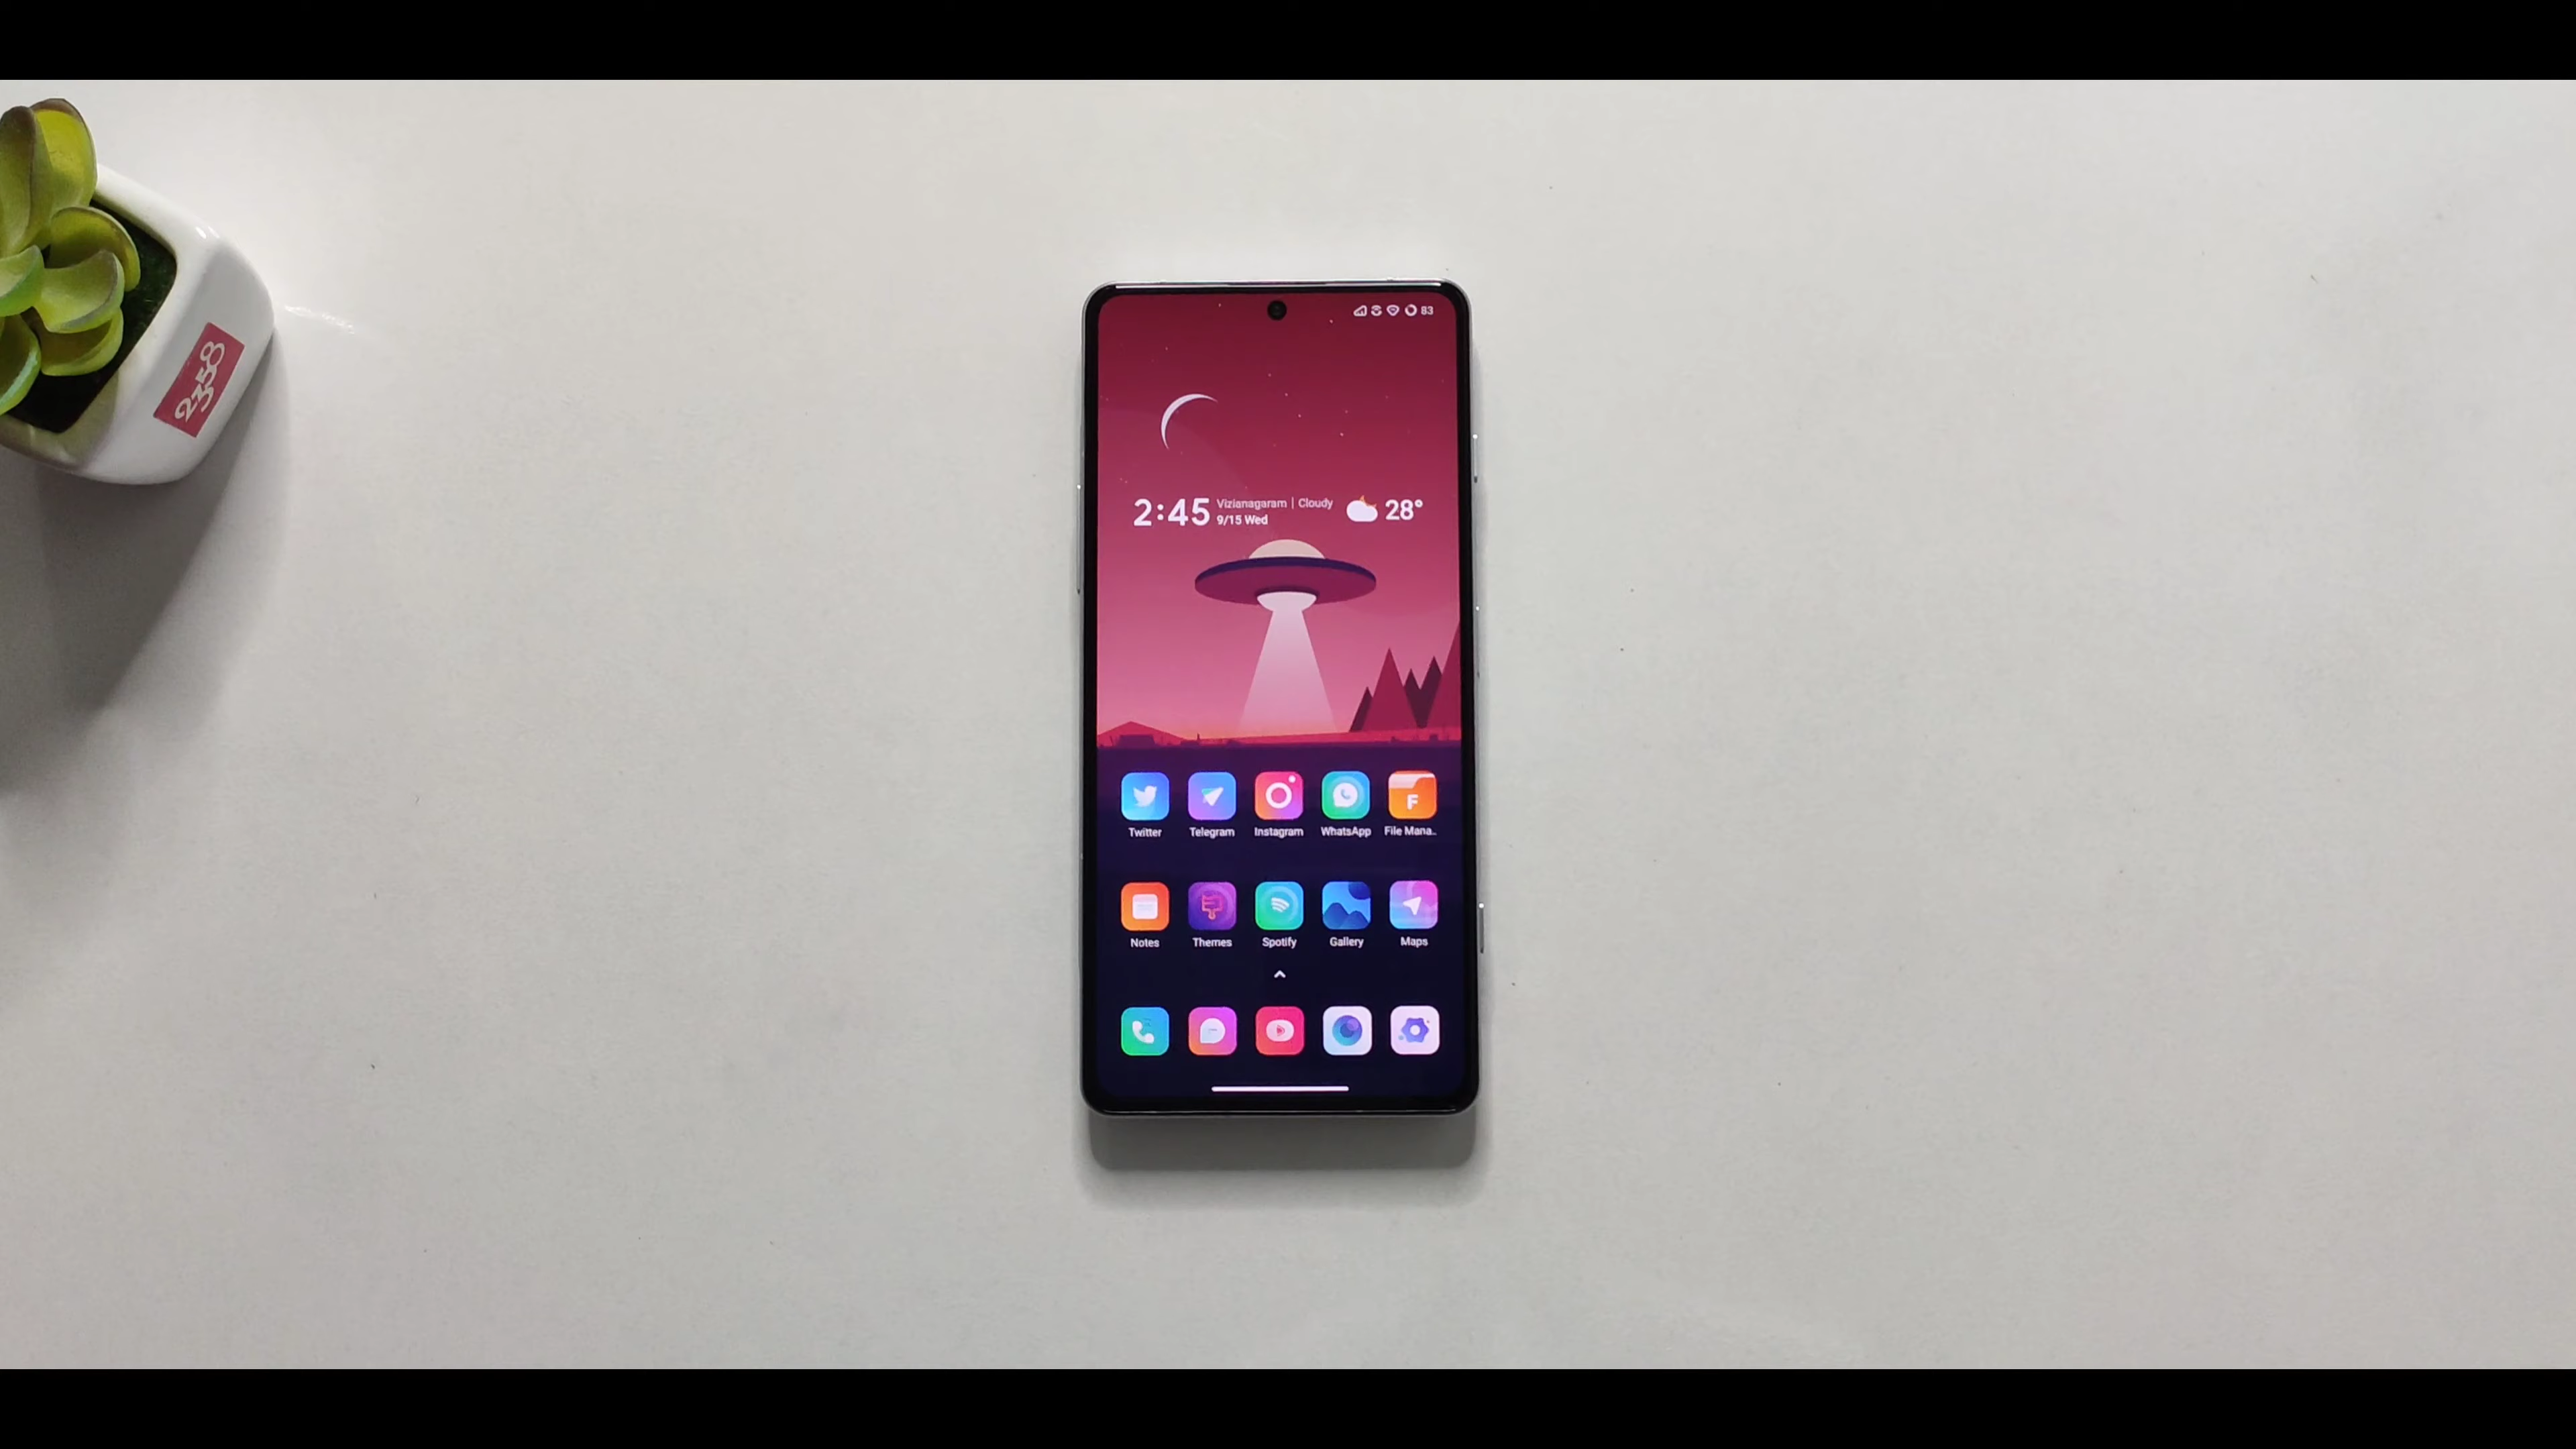 2358
83
2:45
Vizianagaram | Cloudy
9/15 Wed
28°
Twitter Telegram Instagram WhatsApp File Mana..
F
Notes Themes Spotify Gallery Maps